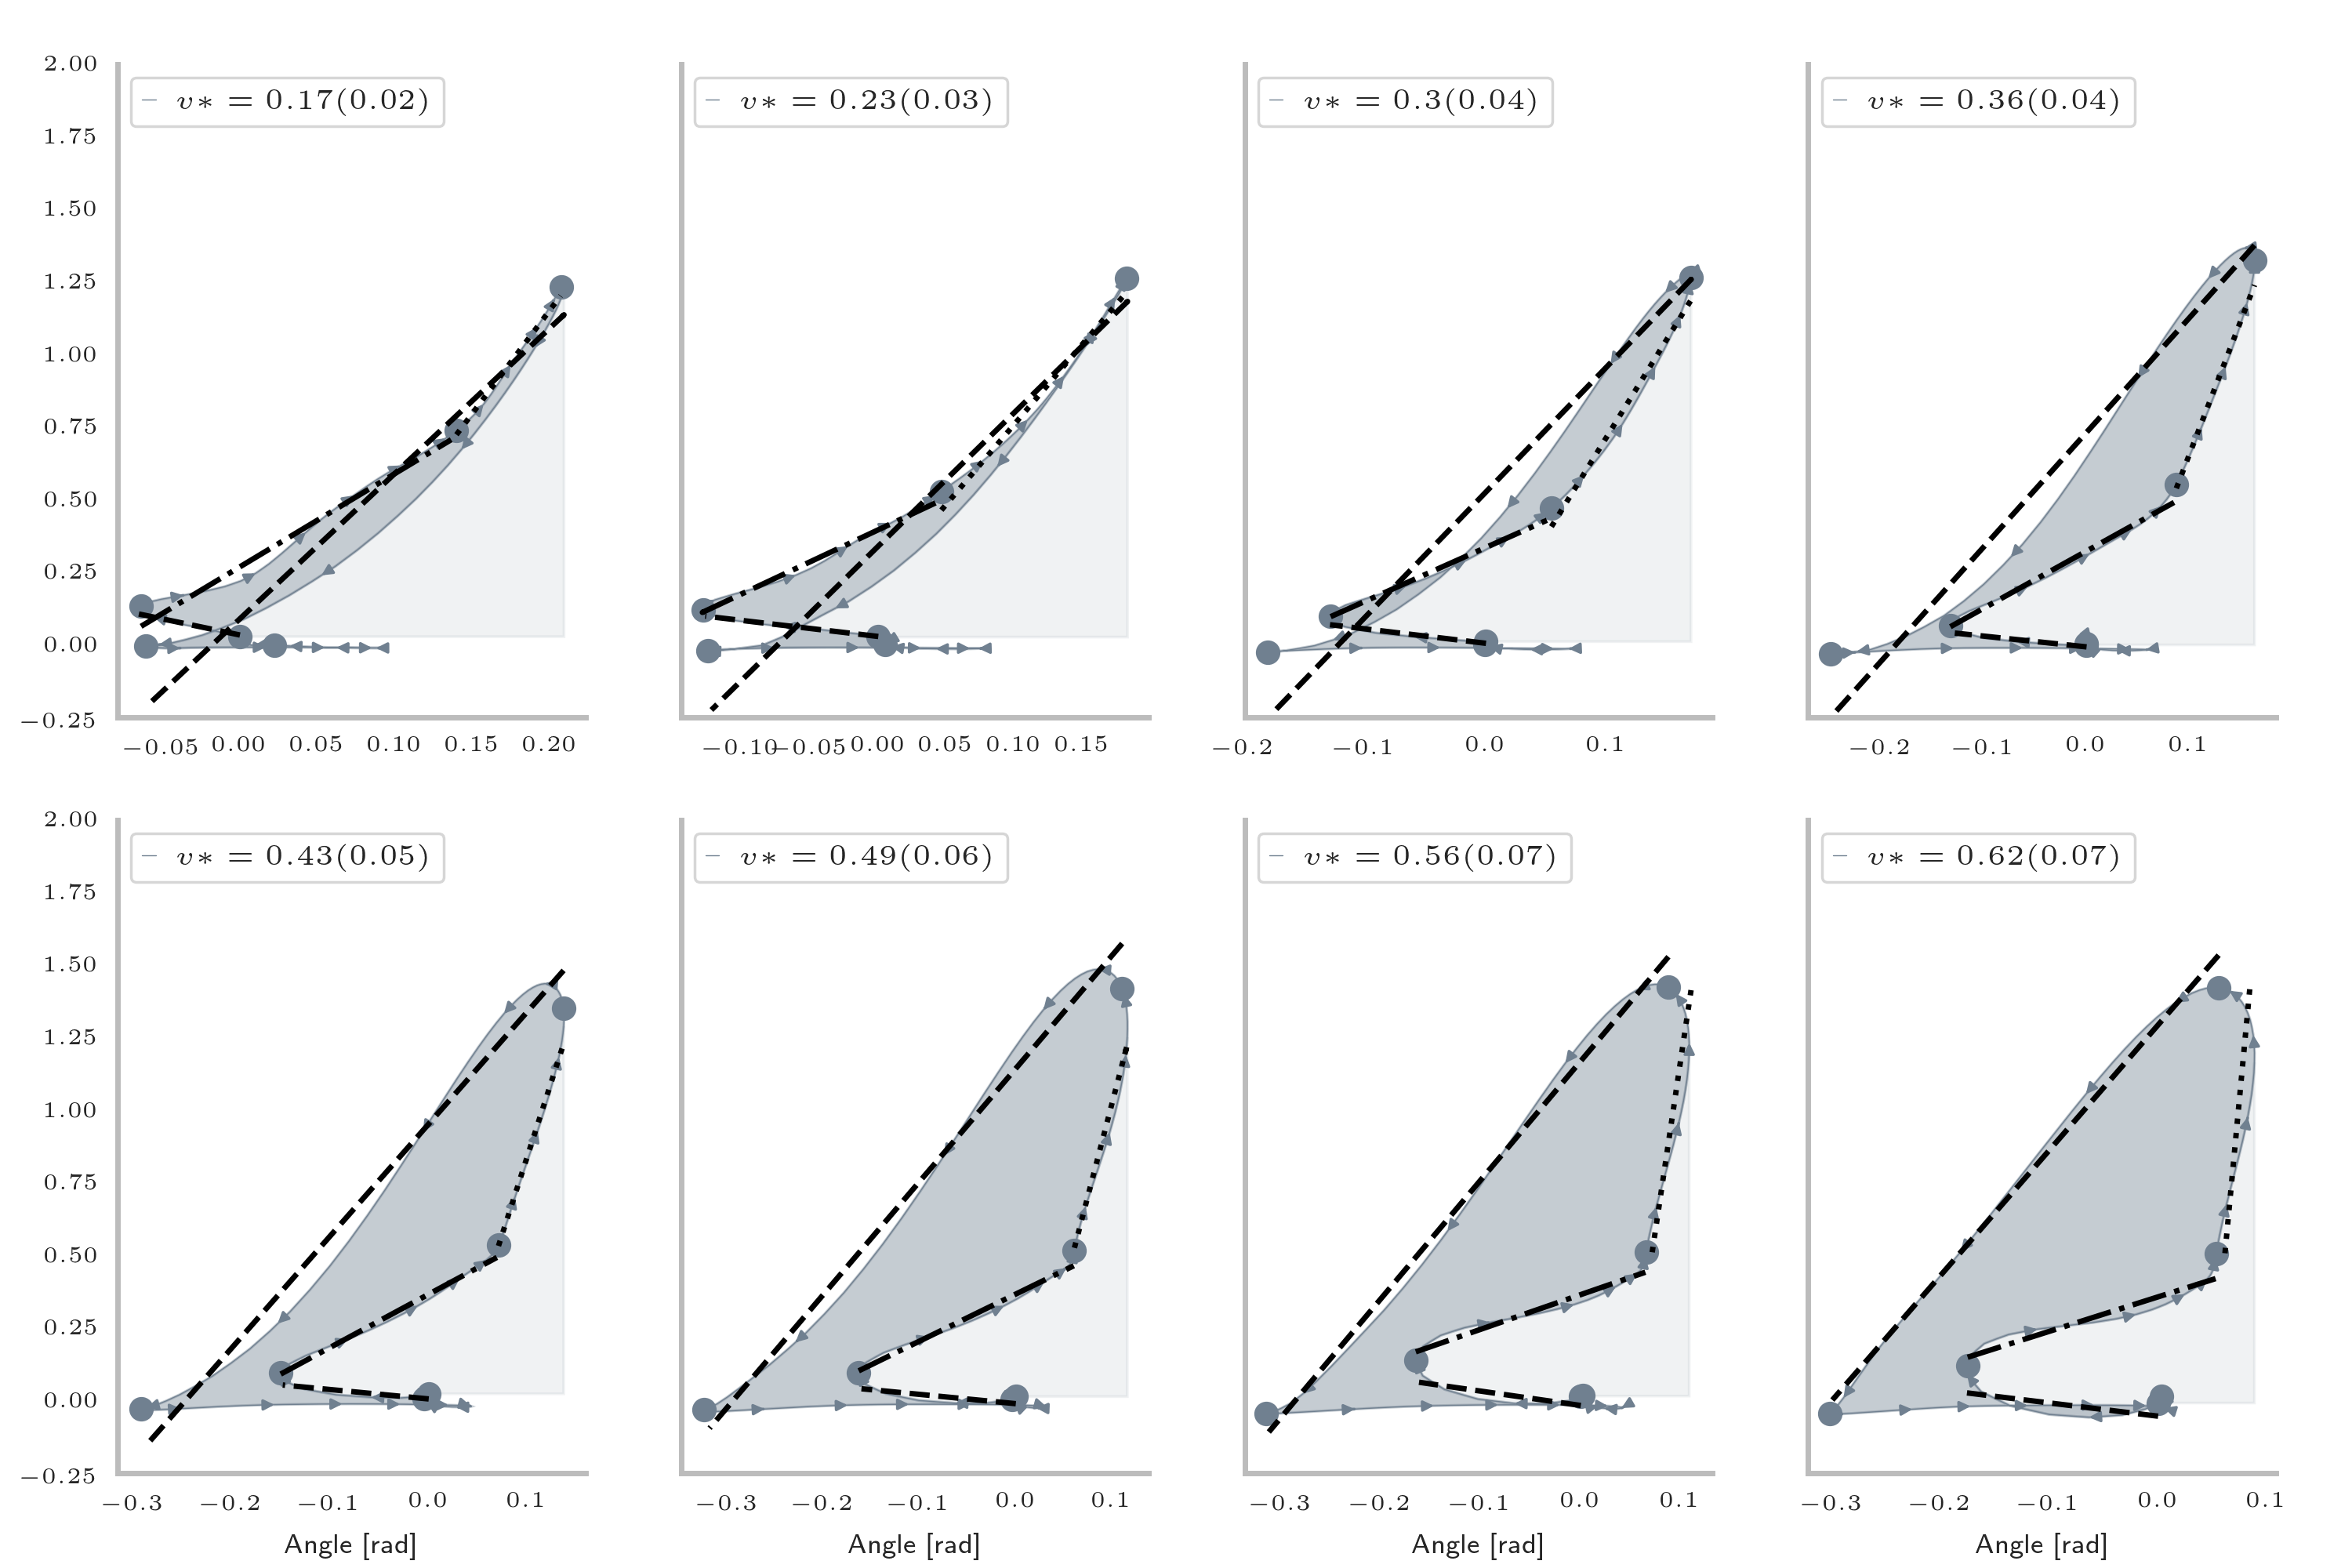 2.00
1.75
1.50
1.25
1.00
0.75
0.50
0.25
0.00
−0.25
– v∗ = 0.17(0.02)
−0.05 0.00 0.05 0.10 0.15 0.20
– v∗ = 0.23(0.03)
−0.10 −0.05 0.00 0.05 0.10 0.15
– v∗ = 0.3(0.04)
−0.2 −0.1 0.0 0.1
– v∗ = 0.36(0.04)
−0.2 −0.1 0.0 0.1
2.00
1.75
1.50
1.25
1.00
0.75
0.50
0.25
0.00
−0.25
– v∗ = 0.43(0.05)
−0.3 −0.2 −0.1 0.0 0.1
Angle [rad]
– v∗ = 0.49(0.06)
−0.3 −0.2 −0.1 0.0 0.1
Angle [rad]
– v∗ = 0.56(0.07)
−0.3 −0.2 −0.1 0.0 0.1
Angle [rad]
– v∗ = 0.62(0.07)
−0.3 −0.2 −0.1 0.0 0.1
Angle [rad]